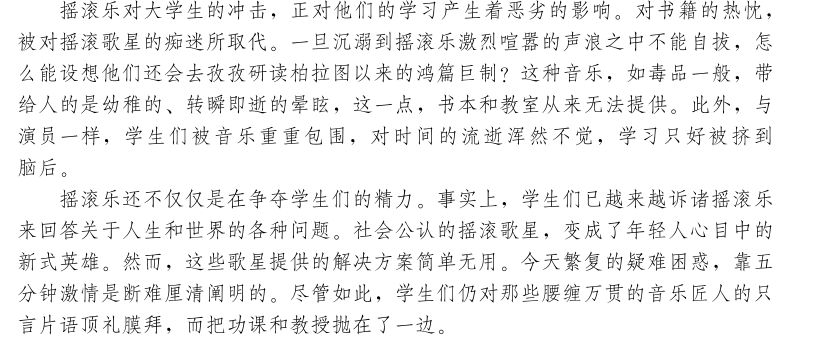 摇滚乐对大学生的冲击，正对他们的学习产生着恶劣的影响。对书籍的热忱，
被对摇滚歌星的痴迷所取代。一旦沉溺到摇滚乐激烈喧嚣的声浪之中不能自拔，怎
么能设想他们还会去孜孜研读柏拉图以来的鸿篇巨制？这种音乐，如毒品一般，带
给人的是幼稚的、转瞬即逝的晕眩，这一点，书本和教室从来无法提供。此外，与
演员一样，学生们被音乐重重包围，对时间的流逝浑然不觉，学习只好被挤到
脑后。
摇滚乐还不仅仅是在争夺学生们的精力。事实上，学生们已越来越诉诸摇滚乐
来回答关于人生和世界的各种问题。社会公认的摇滚歌星，变成了年轻人心目中的
新式英雄。然而，这些歌星提供的解决方案简单无用。今天繁复的疑难困惑，靠五
分钟激情是断难厘清阐明的。尽管如此，学生们仍对那些腰缠万贯的音乐匠人的只
言片语顶礼膜拜，而把功课和教授抛在了一边。